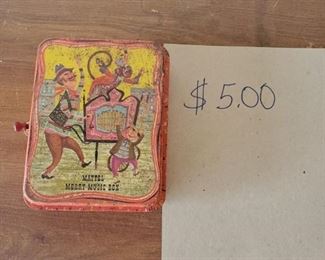 $ 5.00
MATTEL
MERRY MUSIC BOX